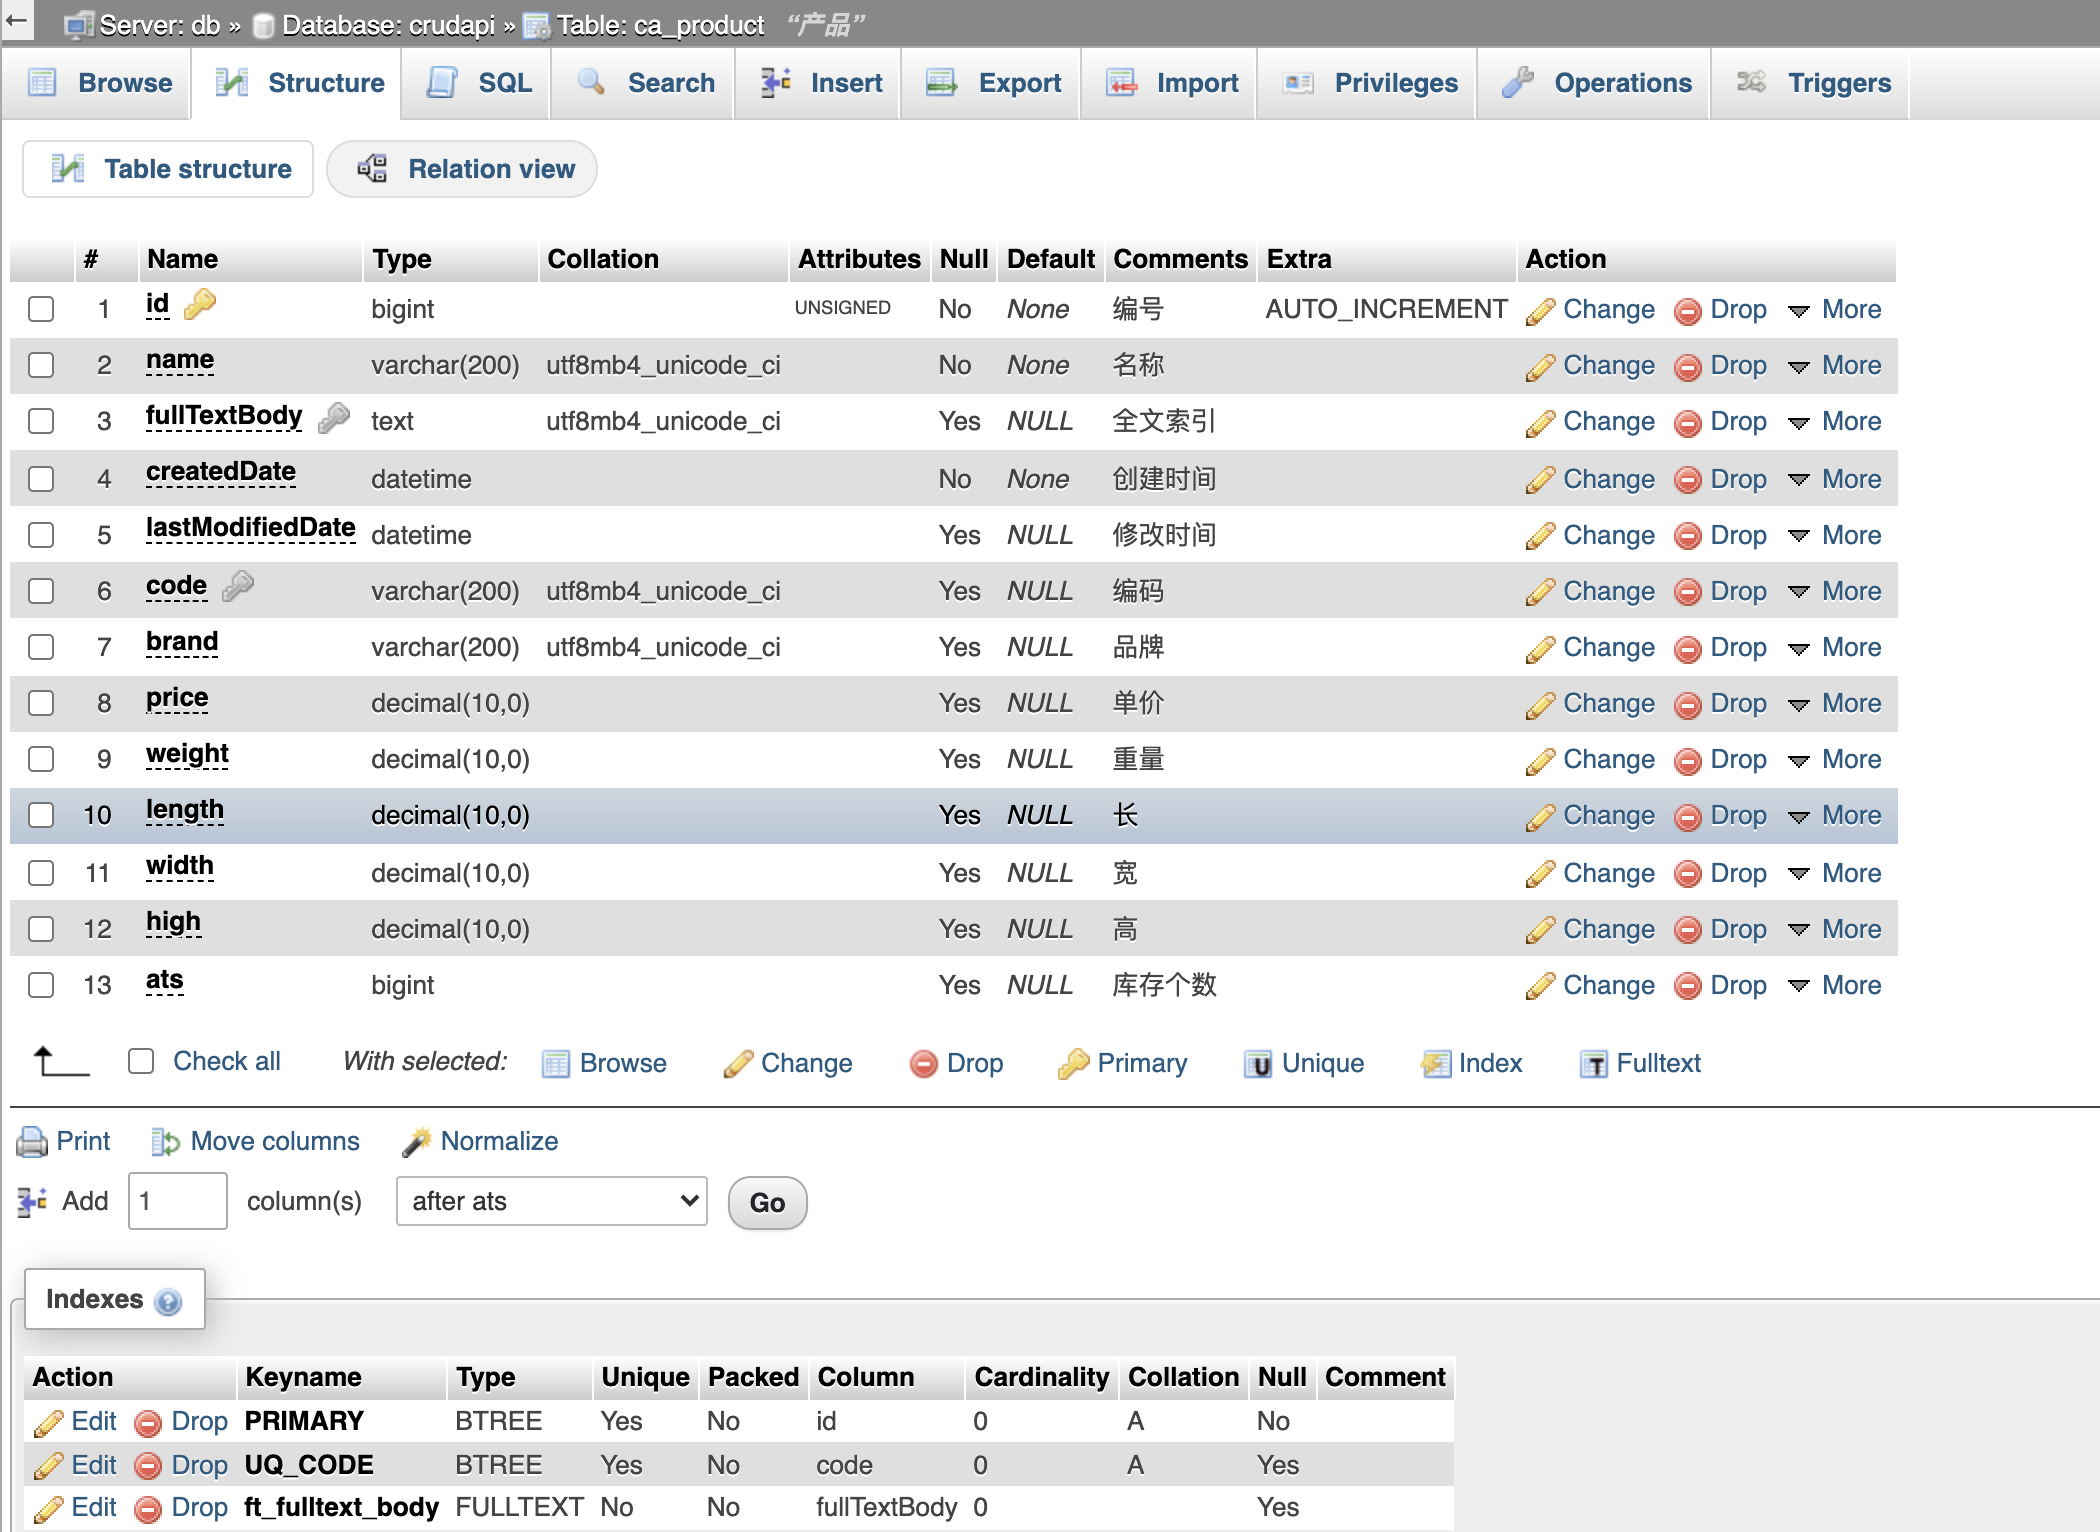 Server: db » Database: crudapi » Table: ca_product “产品”
Browse Structure SQL Search Insert Export Import Privileges Operations Triggers
Table structure Relation view
# Name Type Collation Attributes Null Default Comments Extra Action
1 id bigint UNSIGNED No None 编号 AUTO_INCREMENT Change Drop More
2 name varchar(200) utf8mb4_unicode_ci No None 名称 Change Drop More
3 fullTextBody text utf8mb4_unicode_ci Yes NULL 全文索引 Change Drop More
4 createdDate datetime No None 创建时间 Change Drop More
5 lastModifiedDate datetime Yes NULL 修改时间 Change Drop More
6 code varchar(200) utf8mb4_unicode_ci Yes NULL 编码 Change Drop More
7 brand varchar(200) utf8mb4_unicode_ci Yes NULL 品牌 Change Drop More
8 price decimal(10,0) Yes NULL 单价 Change Drop More
9 weight decimal(10,0) Yes NULL 重量 Change Drop More
10 length decimal(10,0) Yes NULL 长 Change Drop More
11 width decimal(10,0) Yes NULL 宽 Change Drop More
12 high decimal(10,0) Yes NULL 高 Change Drop More
13 ats bigint Yes NULL 库存个数 Change Drop More
Check all With selected: Browse Change Drop Primary Unique Index Fulltext
Print Move columns Normalize
Add 1 column(s) after ats Go
Indexes
Action Keyname Type Unique Packed Column Cardinality Collation Null Comment
Edit Drop PRIMARY BTREE Yes No id 0 A No
Edit Drop UQ_CODE BTREE Yes No code 0 A Yes
Edit Drop ft_fulltext_body FULLTEXT No No fullTextBody 0 Yes